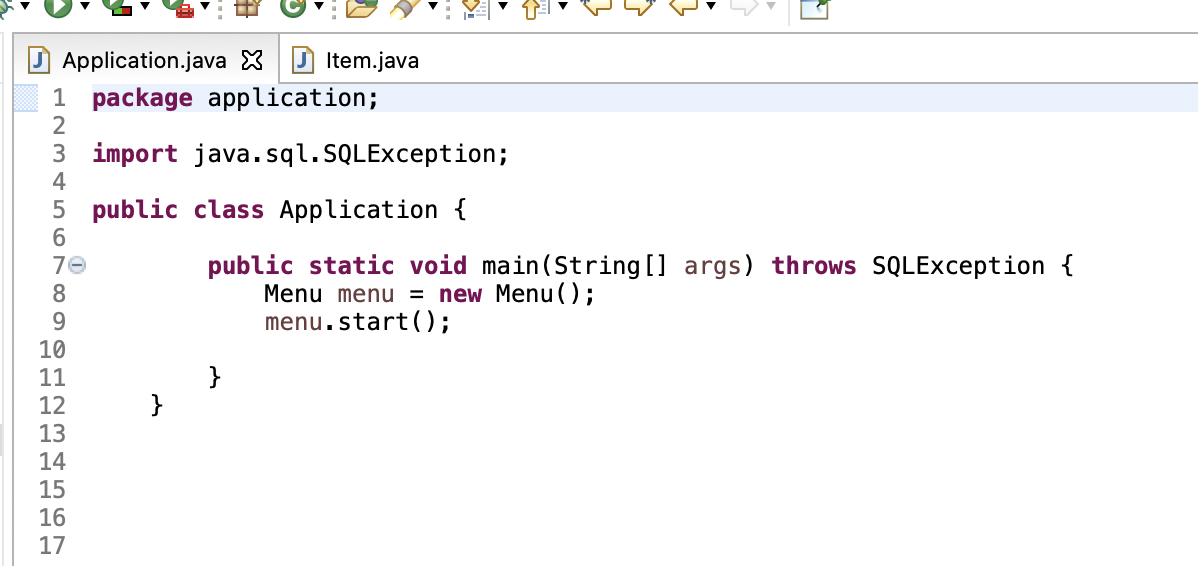 Application.java Item.java
1 package application;
2
3 import java.sql.SQLException;
4
5 public class Application {
6
7 public static void main(String[] args) throws SQLException {
8 Menu menu = new Menu();
9 menu.start();
10
11 }
12 }
13
14
15
16
17